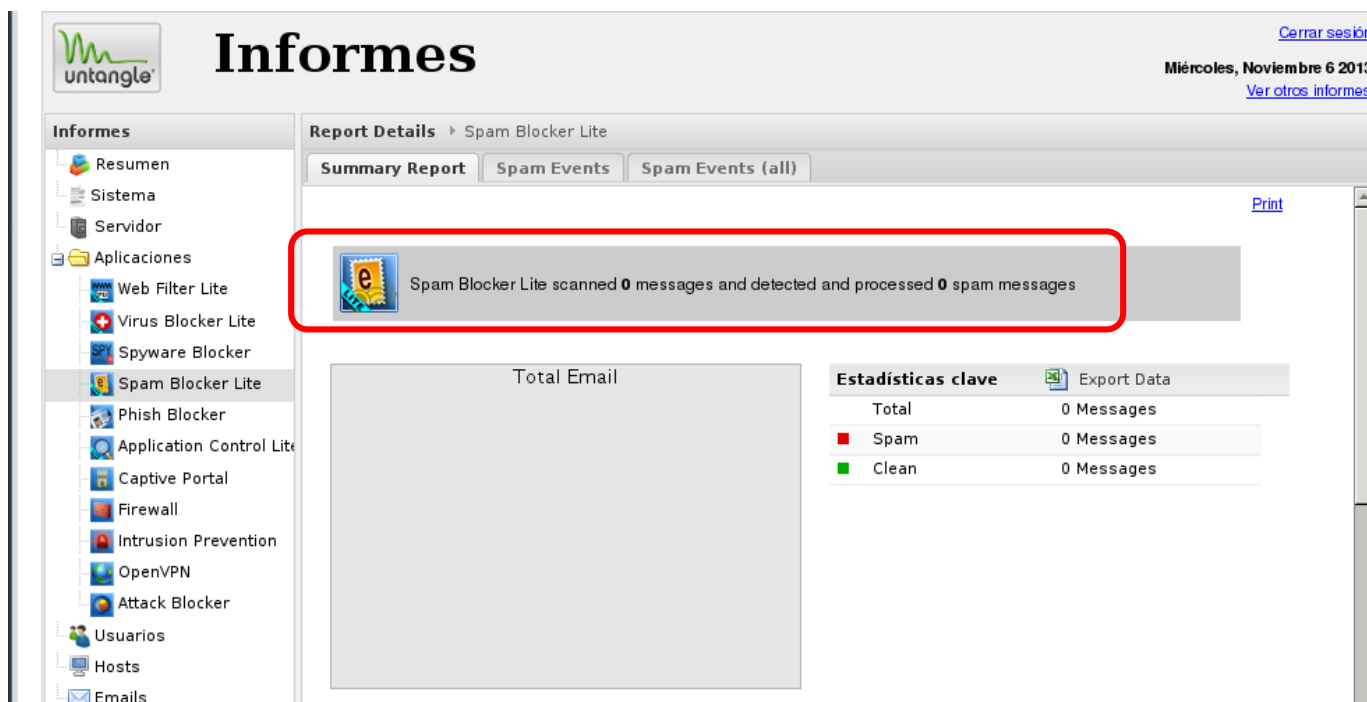 untangle
Informes
Cerrar sesión
Miércoles, Noviembre 6 2013
Ver otros informes
Informes
Resumen
Sistema
Servidor
Aplicaciones
Web Filter Lite
Virus Blocker Lite
Spyware Blocker
Spam Blocker Lite
Phish Blocker
Application Control Lite
Captive Portal
Firewall
Intrusion Prevention
OpenVPN
Attack Blocker
Usuarios
Hosts
Emails
Report Details Spam Blocker Lite
Summary Report Spam Events Spam Events (all)
Print
Spam Blocker Lite scanned 0 messages and detected and processed 0 spam messages
Total Email
Estadísticas clave Export Data
Total 0 Messages
Spam 0 Messages
Clean 0 Messages